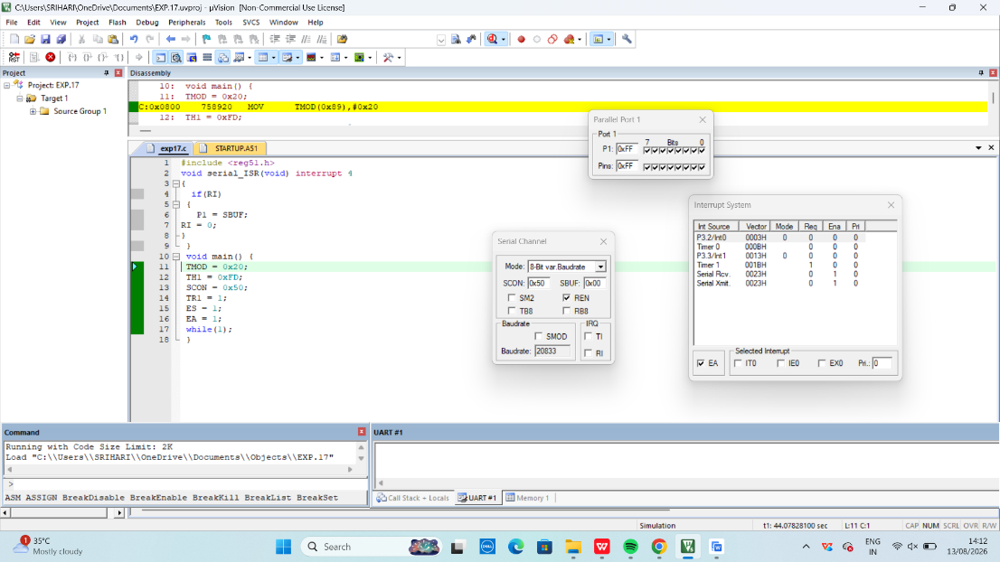 C:\Users\SRIHARI\OneDrive\Documents\EXP.17.uvproj - µVision [Non-Commercial Use License]
File Edit View Project Flash Debug Peripherals Tools SVCS Window Help
Project
Project: EXP.17
Target 1
Source Group 1
Disassembly
10: void main() {
11: TMOD = 0x20;
C:0x0800 758920 MOV TMOD(0x89),#0x20
12: TH1 = 0xFD;
exp17.c STARTUP.A51
1 #include <reg51.h>
2 void serial_ISR(void) interrupt 4
3 {
4 if(RI)
5 {
6 P1 = SBUF;
7 RI = 0;
8 }
9 }
10 void main() {
11 TMOD = 0x20;
12 TH1 = 0xFD;
13 SCON = 0x50;
14 TR1 = 1;
15 ES = 1;
16 EA = 1;
17 while(1);
18 }
Parallel Port 1
Port 1
7 Bits 0
P1: 0xFF
Pins: 0xFF
Serial Channel
Mode: 8-Bit var.Baudrate
SCON: 0x50 SBUF: 0x00
SM2 REN
TB8 RB8
Baudrate
SMOD
Baudrate: 20833
IRQ
TI
RI
Interrupt System
Int Source Vector Mode Req Ena Pri
P3.2/Int0 0003H 0 0 0 0
Timer 0 000BH 0 0 0
P3.3/Int1 0013H 0 0 0 0
Timer 1 001BH 1 0 0
Serial Rcv. 0023H 0 1 0
Serial Xmit. 0023H 0 1 0
EA
Selected Interrupt
IT0 IE0 EX0 Pri.: 0
Command
Running with Code Size Limit: 2K
Load "C:\\Users\\SRIHARI\\OneDrive\\Documents\\Objects\\EXP.17"
>
ASM ASSIGN BreakDisable BreakEnable BreakKill BreakList BreakSet
UART #1
Call Stack + Locals UART #1 Memory 1
Simulation t1: 44.07828100 sec L:11 C:1 CAP NUM SCRL OVR R/W
1
35°C
Mostly cloudy
Search
ENG
IN
14:12
13/08/2026